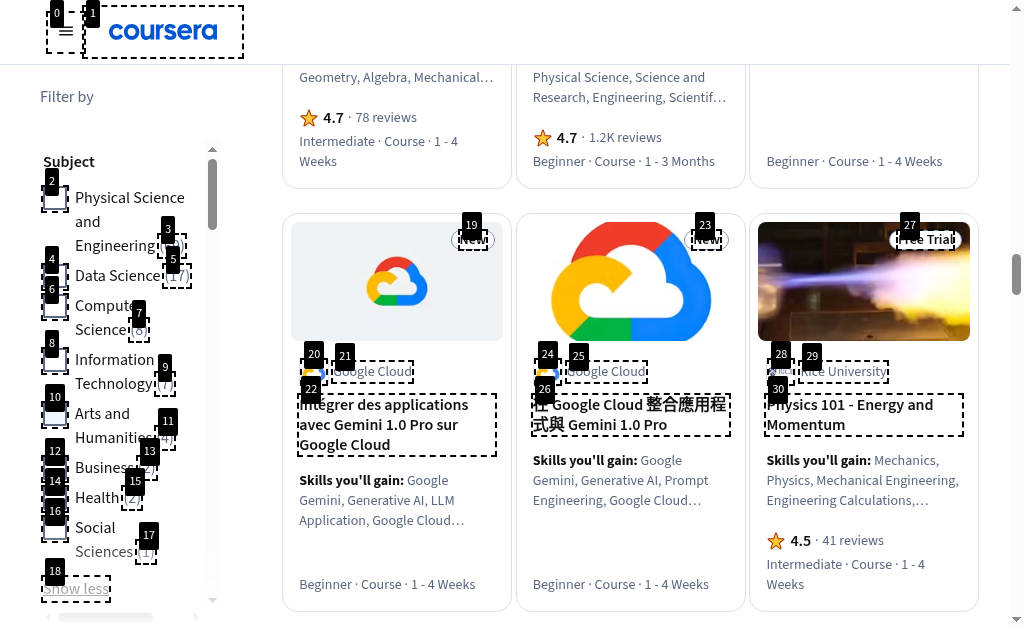 0
1
coursera
Filter by
Subject
2
Physical Science
and
3
Engineering
4
5
Data Science (17)
6
Computer
7
Science (8)
8
Information
9
Technology (7)
10
Arts and
11
Humanities (4)
12
13
Business (2)
14
15
Health (2)
16
Social
17
Sciences (1)
18
Show less
Geometry, Algebra, Mechanical…
4.7 · 78 reviews
Intermediate · Course · 1 - 4
Weeks
Physical Science, Science and
Research, Engineering, Scientif…
4.7 · 1.2K reviews
Beginner · Course · 1 - 3 Months
Beginner · Course · 1 - 4 Weeks
19
New
20
21
Google Cloud
22
Intégrer des applications
avec Gemini 1.0 Pro sur
Google Cloud
Skills you'll gain: Google
Gemini, Generative AI, LLM
Application, Google Cloud…
Beginner · Course · 1 - 4 Weeks
23
New
24
25
Google Cloud
26
在 Google Cloud 整合應用程
式與 Gemini 1.0 Pro
Skills you'll gain: Google
Gemini, Generative AI, Prompt
Engineering, Google Cloud…
Beginner · Course · 1 - 4 Weeks
27
Free Trial
28
29
Rice University
30
Physics 101 - Energy and
Momentum
Skills you'll gain: Mechanics,
Physics, Mechanical Engineering,
Engineering Calculations,…
4.5 · 41 reviews
Intermediate · Course · 1 - 4
Weeks